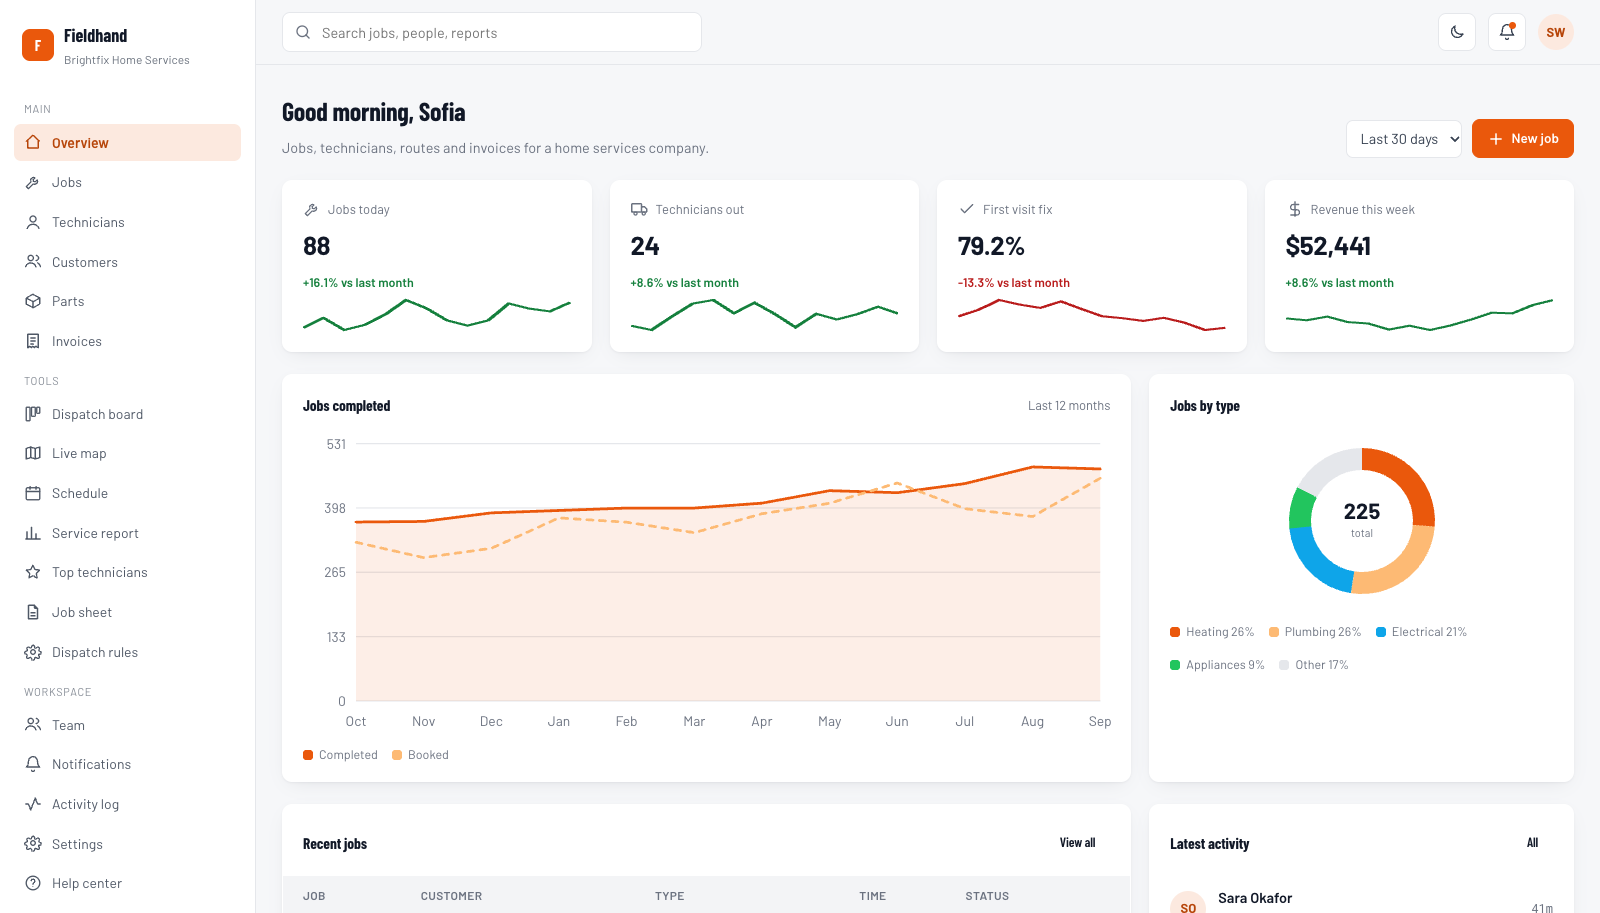 F
Fieldhand
Brightfix Home Services
MAIN
Overview
Jobs
Technicians
Customers
Parts
Invoices
TOOLS
Dispatch board
Live map
Schedule
Service report
Top technicians
Job sheet
Dispatch rules
WORKSPACE
Team
Notifications
Activity log
Settings
Help center
Search jobs, people, reports
SW
Good morning, Sofia
Jobs, technicians, routes and invoices for a home services company.
Last 30 days
New job
Jobs today
88
+16.1% vs last month
Technicians out
24
+8.6% vs last month
First visit fix
79.2%
-13.3% vs last month
Revenue this week
$52,441
+8.6% vs last month
Jobs completed
Last 12 months
531
398
265
133
0
Oct Nov Dec Jan Feb Mar Apr May Jun Jul Aug Sep
Completed Booked
Jobs by type
225
total
Heating 26% Plumbing 26% Electrical 21%
Appliances 9% Other 17%
Recent jobs
View all
JOB CUSTOMER TYPE TIME STATUS
Latest activity
All
SO
Sara Okafor
41m